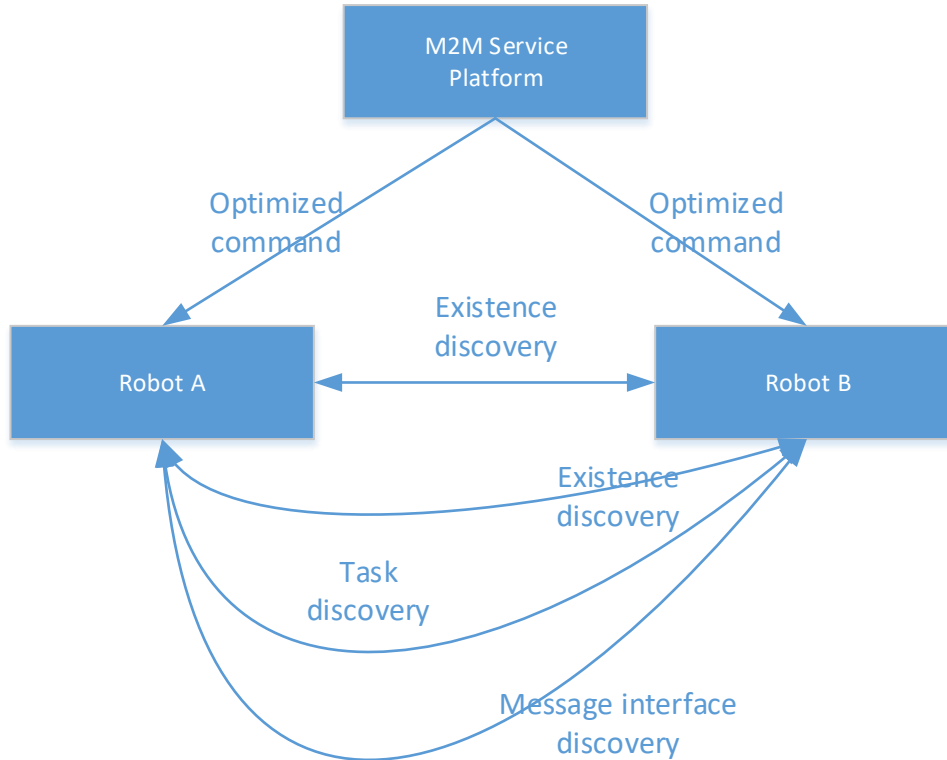 M2M Service
Platform
Optimized
command
Optimized
command
Existence
discovery
Robot A
Robot B
Existence
discovery
Task
discovery
Message interface
discovery